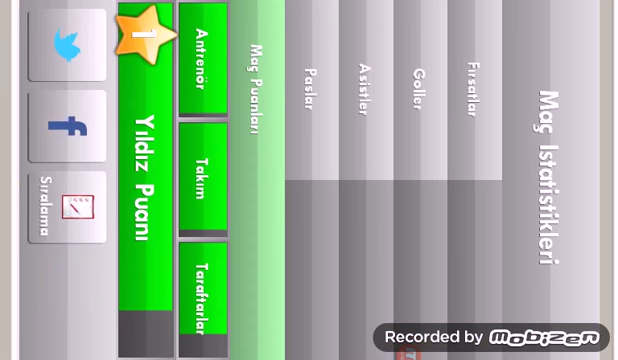 Maç İstatistikleri
Fırsatlar
Goller
Asistler
Paslar
Maç Puanları
Antrenör
Takım
Taraftarlar
1
Yıldız Puanı
Sıralama
Recorded by mobizen